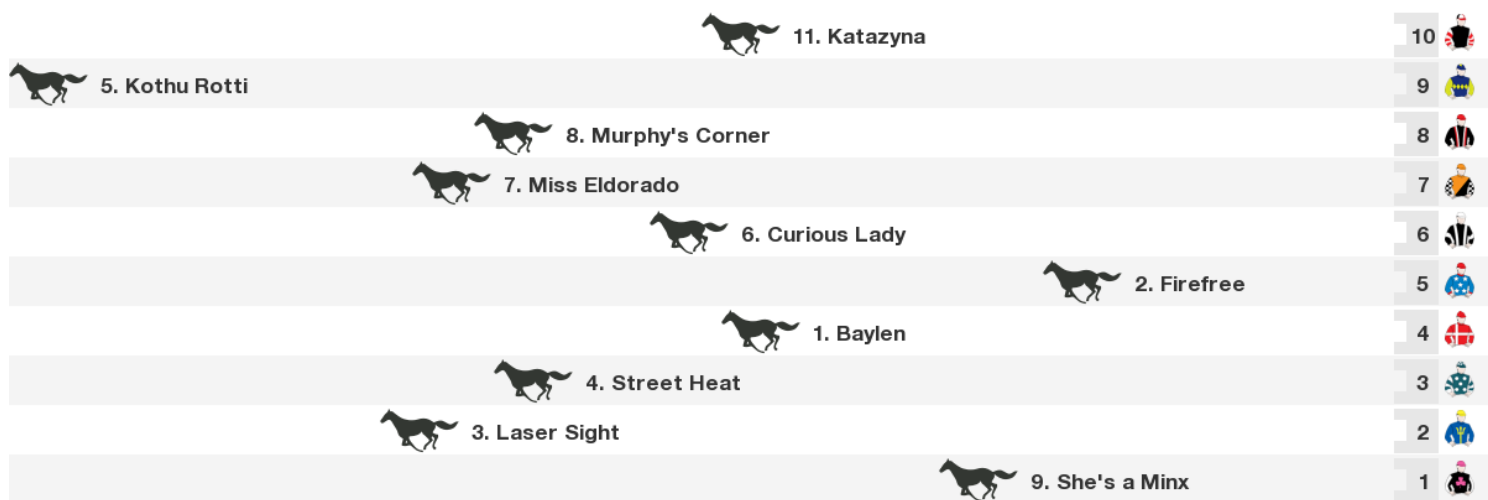 11. Katazyna 10
5. Kothu Rotti 9
8. Murphy's Corner 8
7. Miss Eldorado 7
6. Curious Lady 6
2. Firefree 5
1. Baylen 4
4. Street Heat 3
3. Laser Sight 2
9. She's a Minx 1